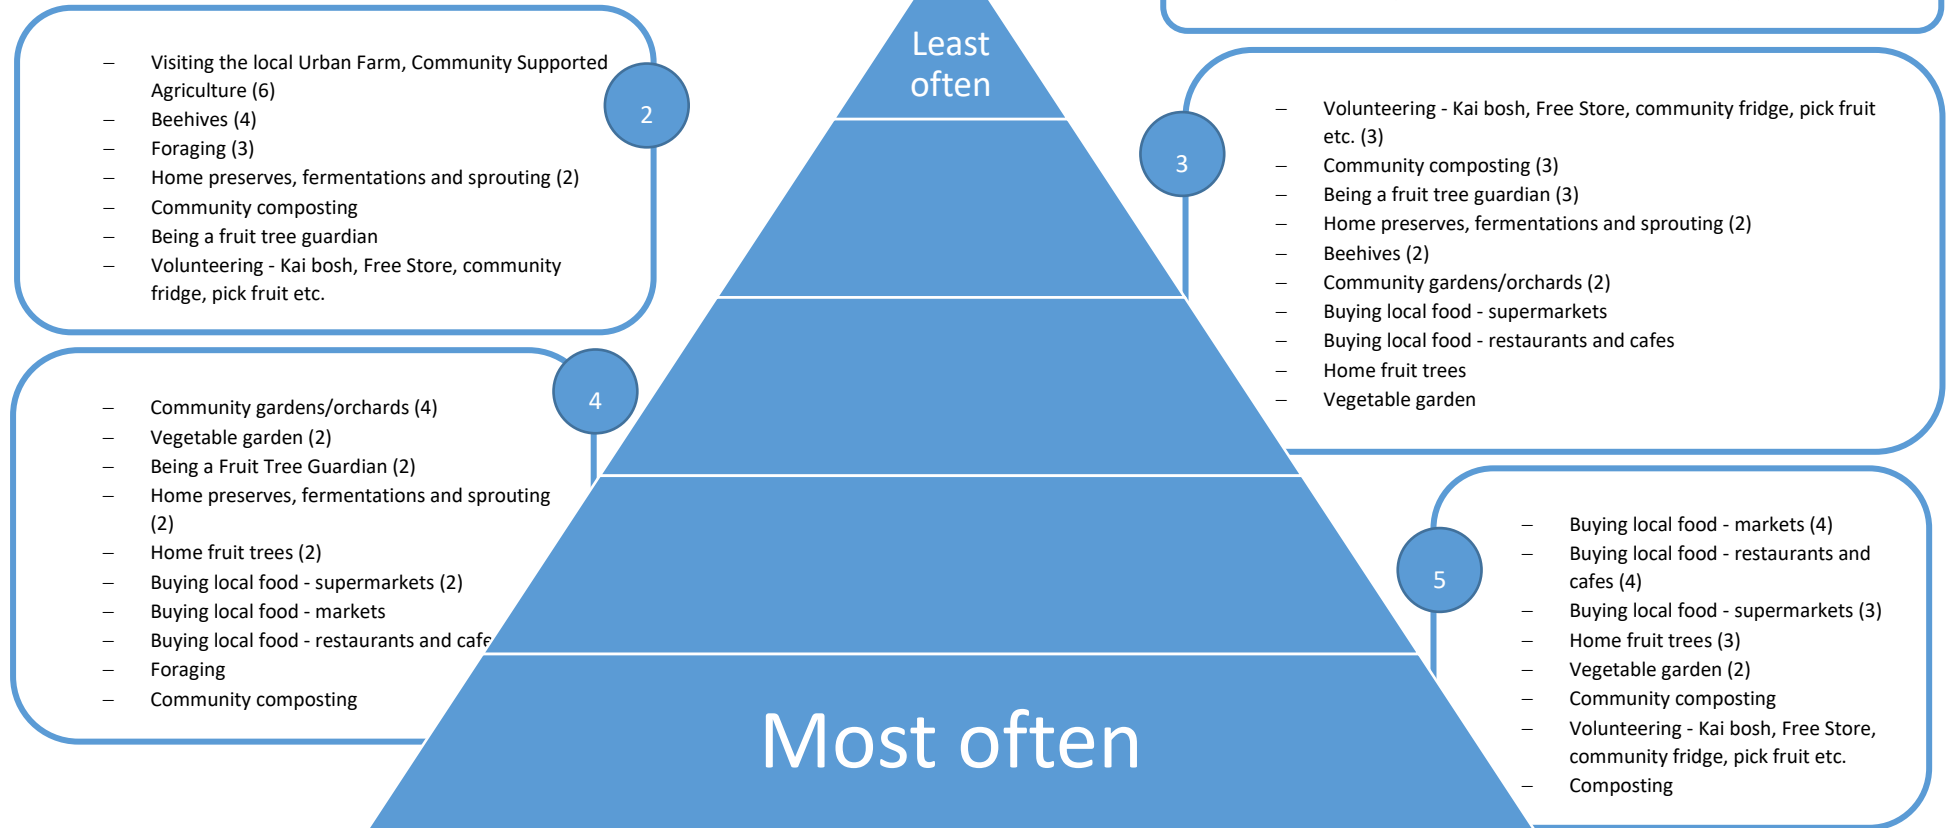 Least
often
– Visiting the local Urban Farm, Community Supported
Agriculture (6)
– Beehives (4)
– Foraging (3)
– Home preserves, fermentations and sprouting (2)
– Community composting
– Being a fruit tree guardian
– Volunteering - Kai bosh, Free Store, community
fridge, pick fruit etc.
2
– Volunteering - Kai bosh, Free Store, community fridge, pick fruit
etc. (3)
– Community composting (3)
– Being a fruit tree guardian (3)
– Home preserves, fermentations and sprouting (2)
– Beehives (2)
– Community gardens/orchards (2)
– Buying local food - supermarkets
– Buying local food - restaurants and cafes
– Home fruit trees
– Vegetable garden
3
– Community gardens/orchards (4)
– Vegetable garden (2)
– Being a Fruit Tree Guardian (2)
– Home preserves, fermentations and sprouting
(2)
– Home fruit trees (2)
– Buying local food - supermarkets (2)
– Buying local food - markets
– Buying local food - restaurants and cafe
– Foraging
– Community composting
4
– Buying local food - markets (4)
– Buying local food - restaurants and
cafes (4)
– Buying local food - supermarkets (3)
– Home fruit trees (3)
– Vegetable garden (2)
– Community composting
– Volunteering - Kai bosh, Free Store,
community fridge, pick fruit etc.
– Composting
5
Most often